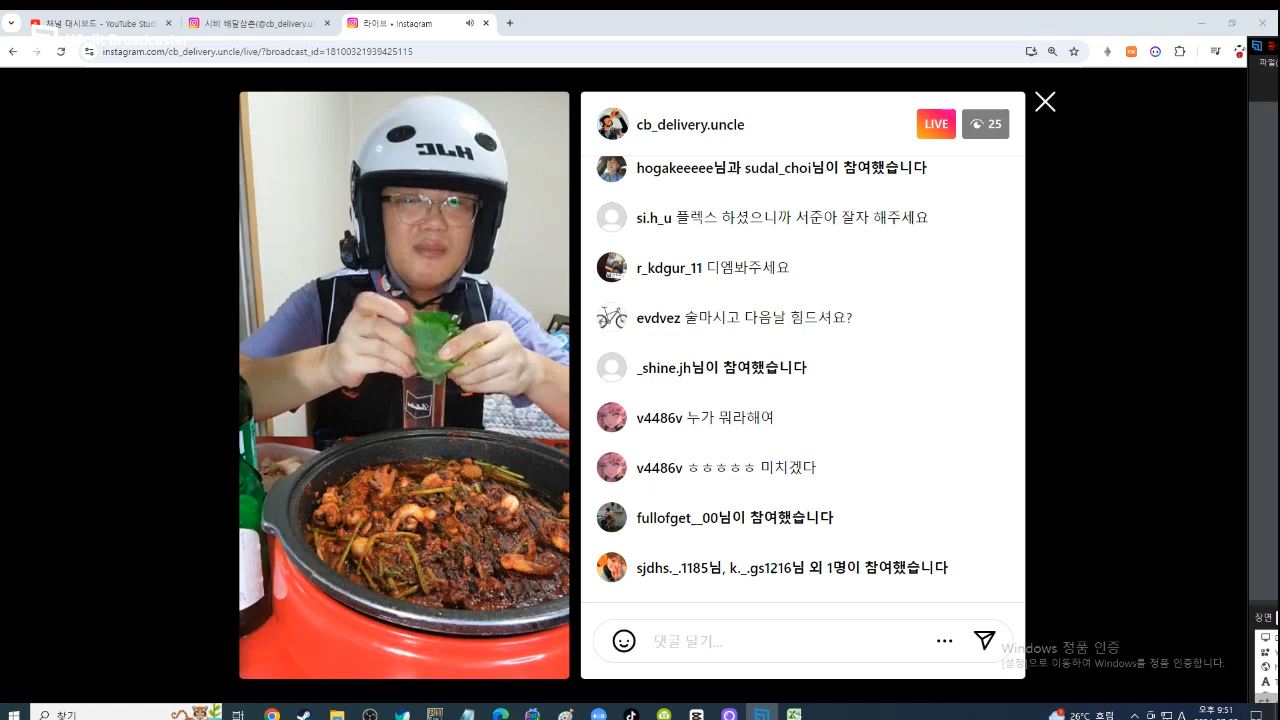 채널 대시보드 - YouTube Studi
시비 배달삼촌(@cb_delivery.u
라이브 • Instagram
instagram.com/cb_delivery.uncle/live/?broadcast_id=18100321939425115
파일(
cb_delivery.uncle
LIVE
25
hogakeeeee님과 sudal_choi님이 참여했습니다
si.h_u 플렉스 하셨으니까 서준아 잘자 해주세요
r_kdgur_11 디엠봐주세요
evdvez 술마시고 다음날 힘드셔요?
_shine.jh님이 참여했습니다
v4486v 누가 뭐라해여
v4486v ㅎㅎㅎㅎㅎ 미치겠다
fullofget__00님이 참여했습니다
sjdhs._.1185님, k._.gs1216님 외 1명이 참여했습니다
댓글 달기...
장면
Windows 정품 인증
[설정]으로 이동하여 Windows를 정품 인증합니다.
찾기
26°C 흐림
오후 9:51